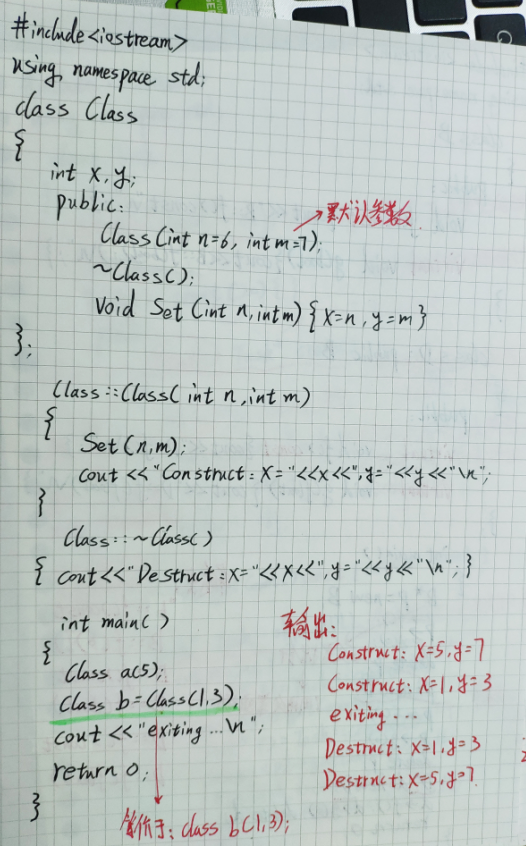 #include<iostream>
using namespace std;
class Class
{
int x,y;
public:
Class(int n=6, int m=7);
默认参数
~Class();
Void Set (int n,int m) {x=n,y=m}
};
Class::Class(int n,int m)
{
Set(n,m);
cout<<"Construct:X="<<x<<",y="<<y<<"\n";
}
Class::~Class()
{ cout<<"Destruct:x="<<x<<",y="<<y<<"\n"; }
int main()
{
Class a(5);
Class b=Class(1,3);
cout<<"exiting...\n";
return 0;
}
等价于: class b(1,3);
输出:
Construct: X=5,y=7
Construct: X=1,y=3
exiting...
Destruct: X=1,y=3
Destruct: X=5,y=7